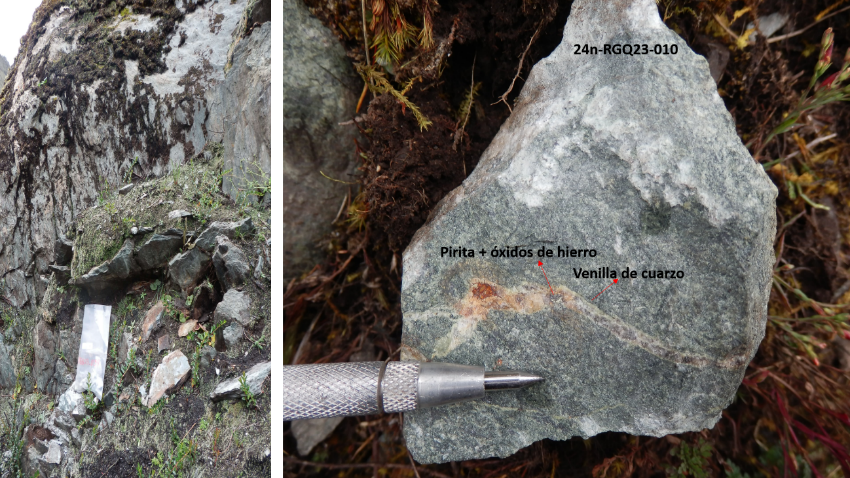 24n-RGQ23-010
Pirita + óxidos de hierro
Venilla de cuarzo